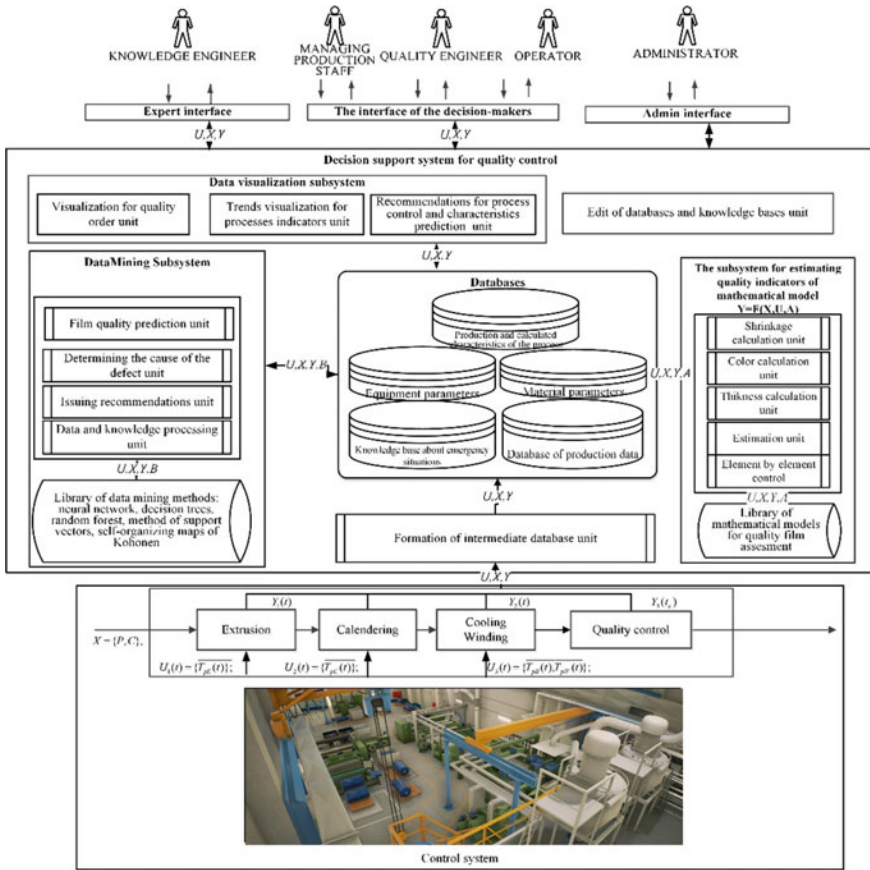 KNOWLEDGE ENGINEER
MANAGING
PRODUCTION
STAFF
QUALITY ENGINEER
OPERATOR
ADMINISTRATOR
Expert interface
The interface of the decision-makers
Admin interface
U,X,Y
U,X,Y
Decision support system for quality control
Data visualization subsystem
Visualization for quality
order unit
Trends visualization for
processes indicators unit
Recommendations for process
control and characteristics
prediction unit
Edit of databases and knowledge bases unit
U,X,Y
DataMining Subsystem
Film quality prediction unit
Determining the cause of the
defect unit
Issuing recommendations unit
Data and knowledge processing
unit
U,X,Y,B
Library of data mining methods:
neural network, decision trees,
random forest, method of support
vectors, self-organizing maps of
Kohonen
U,X,Y,B
Databases
Production and calculated
characteristics of the process
Equipment parameters
Material parameters
Knowledge base about emergency
situations
Database of production data
U,X,Y,A
The subsystem for estimating
quality indicators of
mathematical model
Y=F(X,U,A)
Shrinkage
calculation unit
Color calculation
unit
Thikness calculation
unit
Estimation unit
Element by element
control
U,X,Y,A
Library of
mathematical models
for quality film
assesment
U,X,Y
Formation of intermediate database unit
U,X,Y
X = {P,C},
Extrusion
Calendering
Cooling
Winding
Quality control
Control system